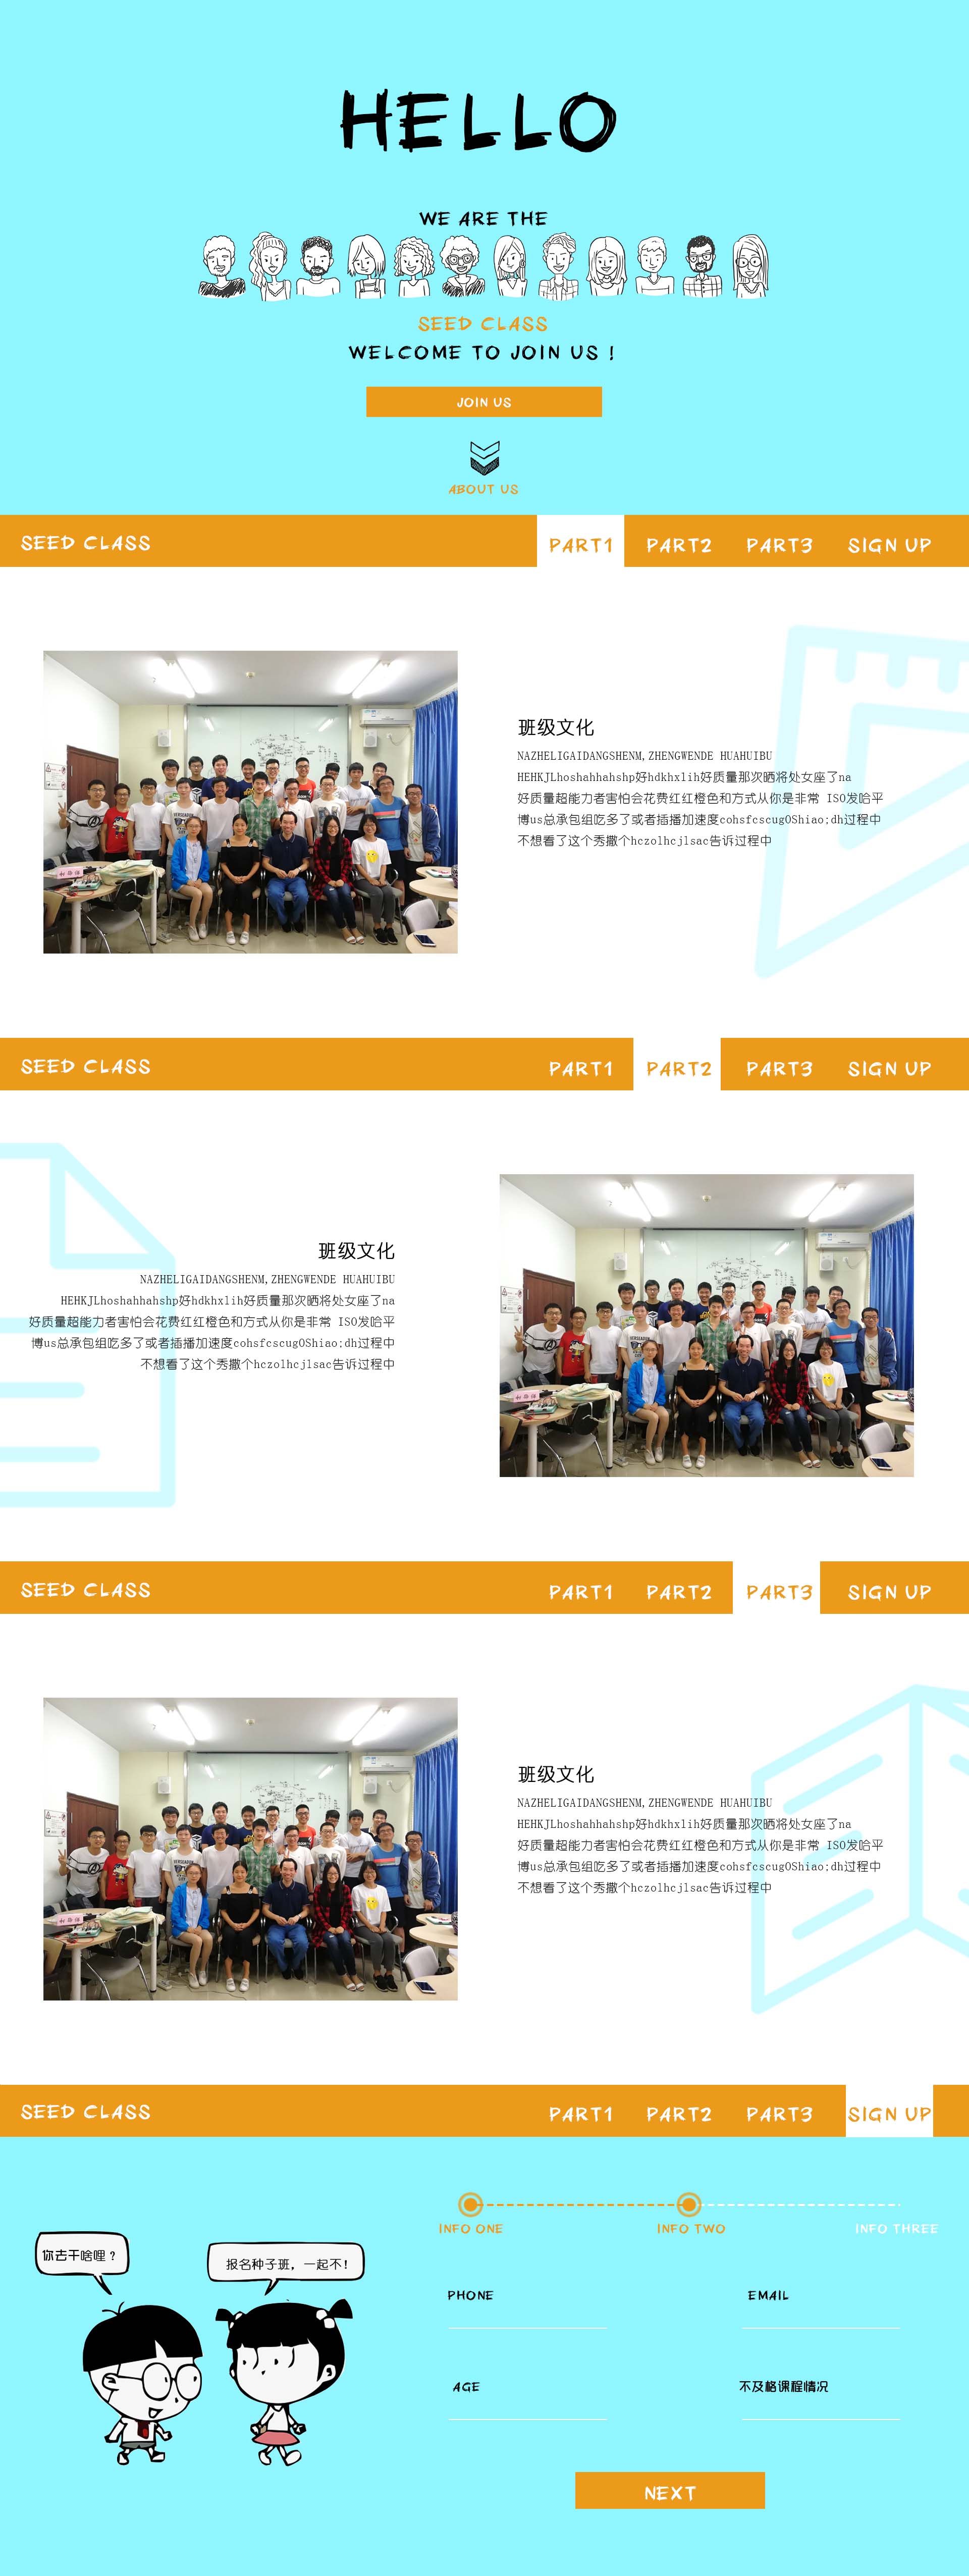 HELLO
WE ARE THE
SEED CLASS
WELCOME TO JOIN US !
JOIN US
ABOUT US
SEED CLASS PART1 PART2 PART3 SIGN UP
班级文化
NAZHELIGAIDANGSHENM,ZHENGWENDE HUAHUIBU
HEHKJLhoshahhahshp好hdkhxlih好质量那次晒将处女座了na
好质量超能力者害怕会花费红红橙色和方式从你是非常 ISO发哈平
博us总承包组吃多了或者插播加速度cohsfcscugOShiao;dh过程中
不想看了这个秀撒个hczolhcjlsac告诉过程中
SEED CLASS PART1 PART2 PART3 SIGN UP
班级文化
NAZHELIGAIDANGSHENM,ZHENGWENDE HUAHUIBU
HEHKJLhoshahhahshp好hdkhxlih好质量那次晒将处女座了na
好质量超能力者害怕会花费红红橙色和方式从你是非常 ISO发哈平
博us总承包组吃多了或者插播加速度cohsfcscugOShiao;dh过程中
不想看了这个秀撒个hczolhcjlsac告诉过程中
SEED CLASS PART1 PART2 PART3 SIGN UP
班级文化
NAZHELIGAIDANGSHENM,ZHENGWENDE HUAHUIBU
HEHKJLhoshahhahshp好hdkhxlih好质量那次晒将处女座了na
好质量超能力者害怕会花费红红橙色和方式从你是非常 ISO发哈平
博us总承包组吃多了或者插播加速度cohsfcscugOShiao;dh过程中
不想看了这个秀撒个hczolhcjlsac告诉过程中
SEED CLASS PART1 PART2 PART3 SIGN UP
INFO ONE INFO TWO INFO THREE
你去干啥哩？
报名种子班，一起不！
PHONE EMAIL
AGE 不及格课程情况
NEXT